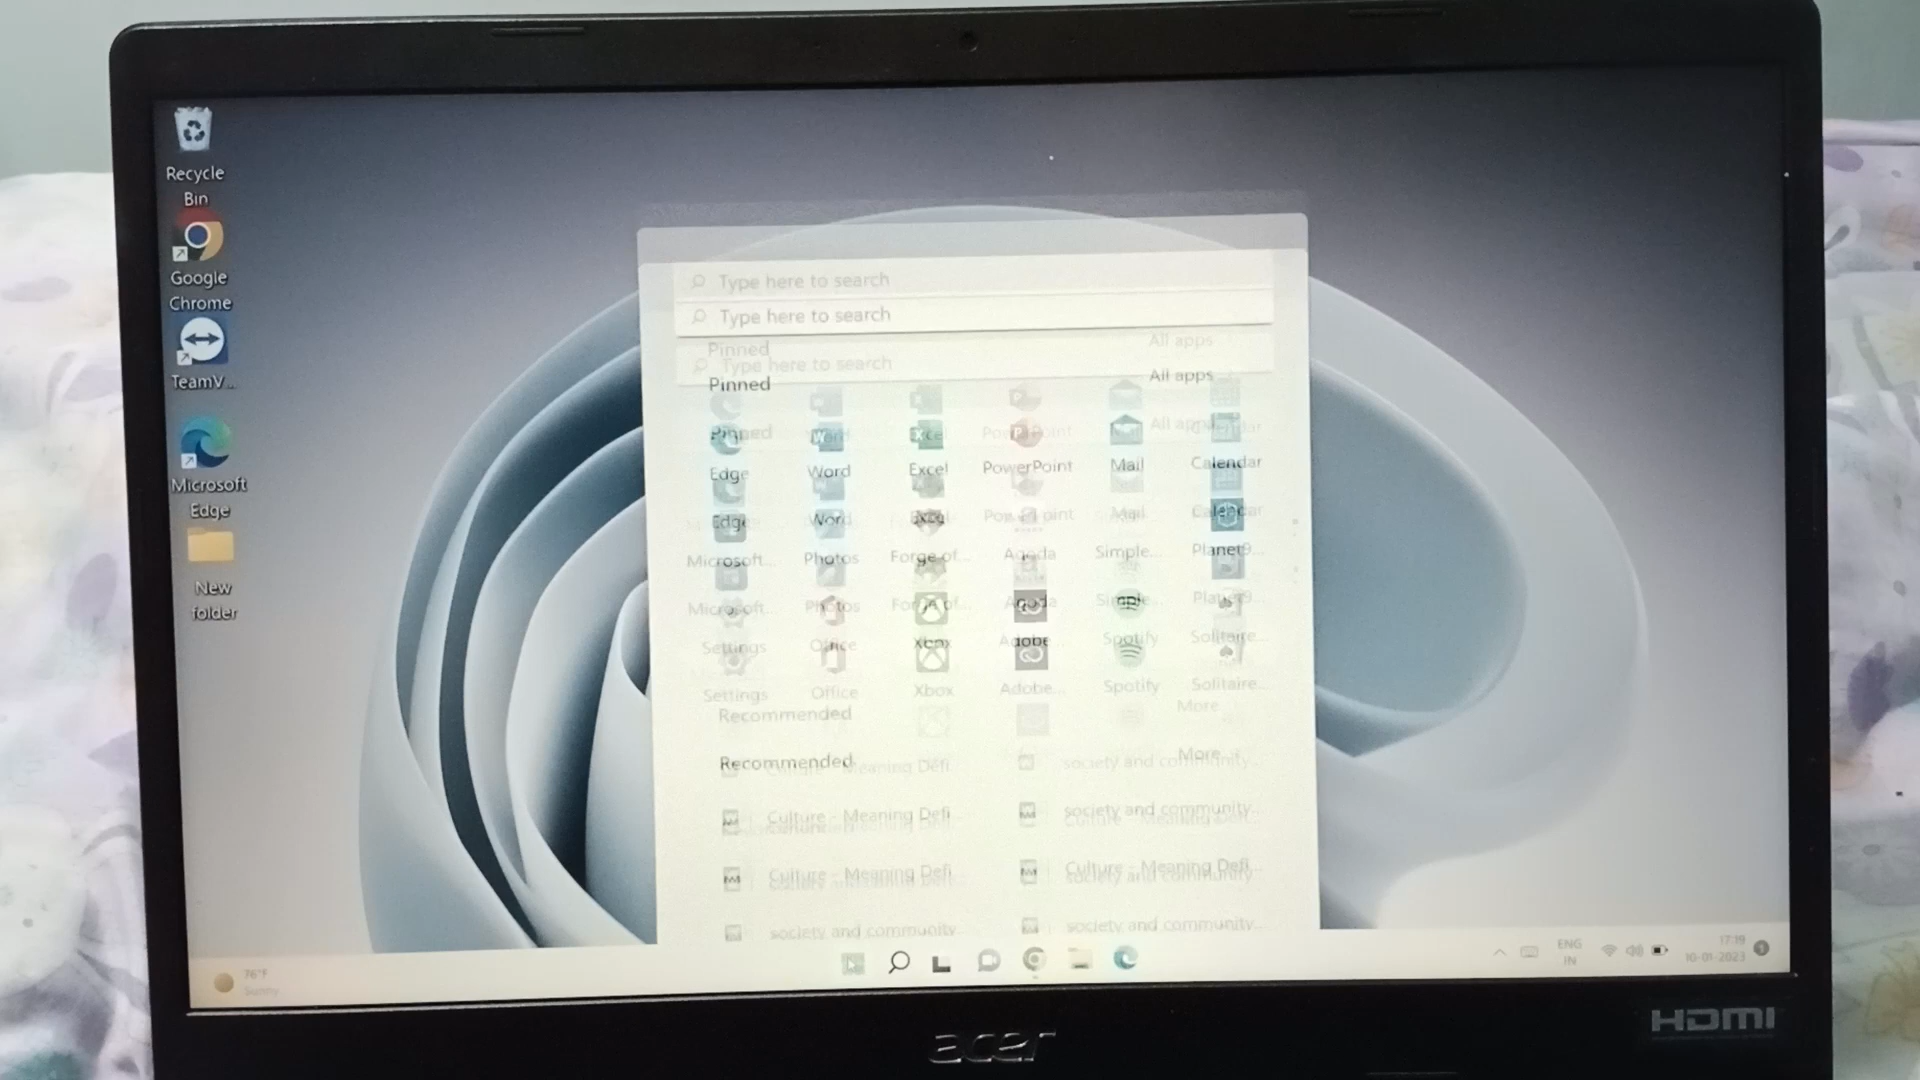 Recycle
Bin
Google
Chrome
TeamV...
Microsoft
Edge
New
folder
Type here to search
Type here to search
Type here to search
Pinned
All apps
Pinned
All apps
Pinned
All apps
Edge
Word
Excel
PowerPoint
Mail
Calendar
Edge
Word
Excel
PowerPoint
Mail
Calendar
Microsoft...
Photos
Forge of...
Agoda
Simple...
Planet9...
Microsoft...
Photos
Forge of...
Agoda
Simple...
Planet9...
Settings
Office
Xbox
Adobe
Spotify
Solitaire...
Settings
Office
Xbox
Adobe...
Spotify
Solitaire...
Recommended
More
Recommended
More
Culture - Meaning Defi
society and community...
Culture - Meaning Defi...
society and community...
Culture - Meaning Defi...
Culture - Meaning Defi...
society and community...
society and community...
76°F
Sunny
ENG
IN
17:19
10-01-2023
acer
HDMI